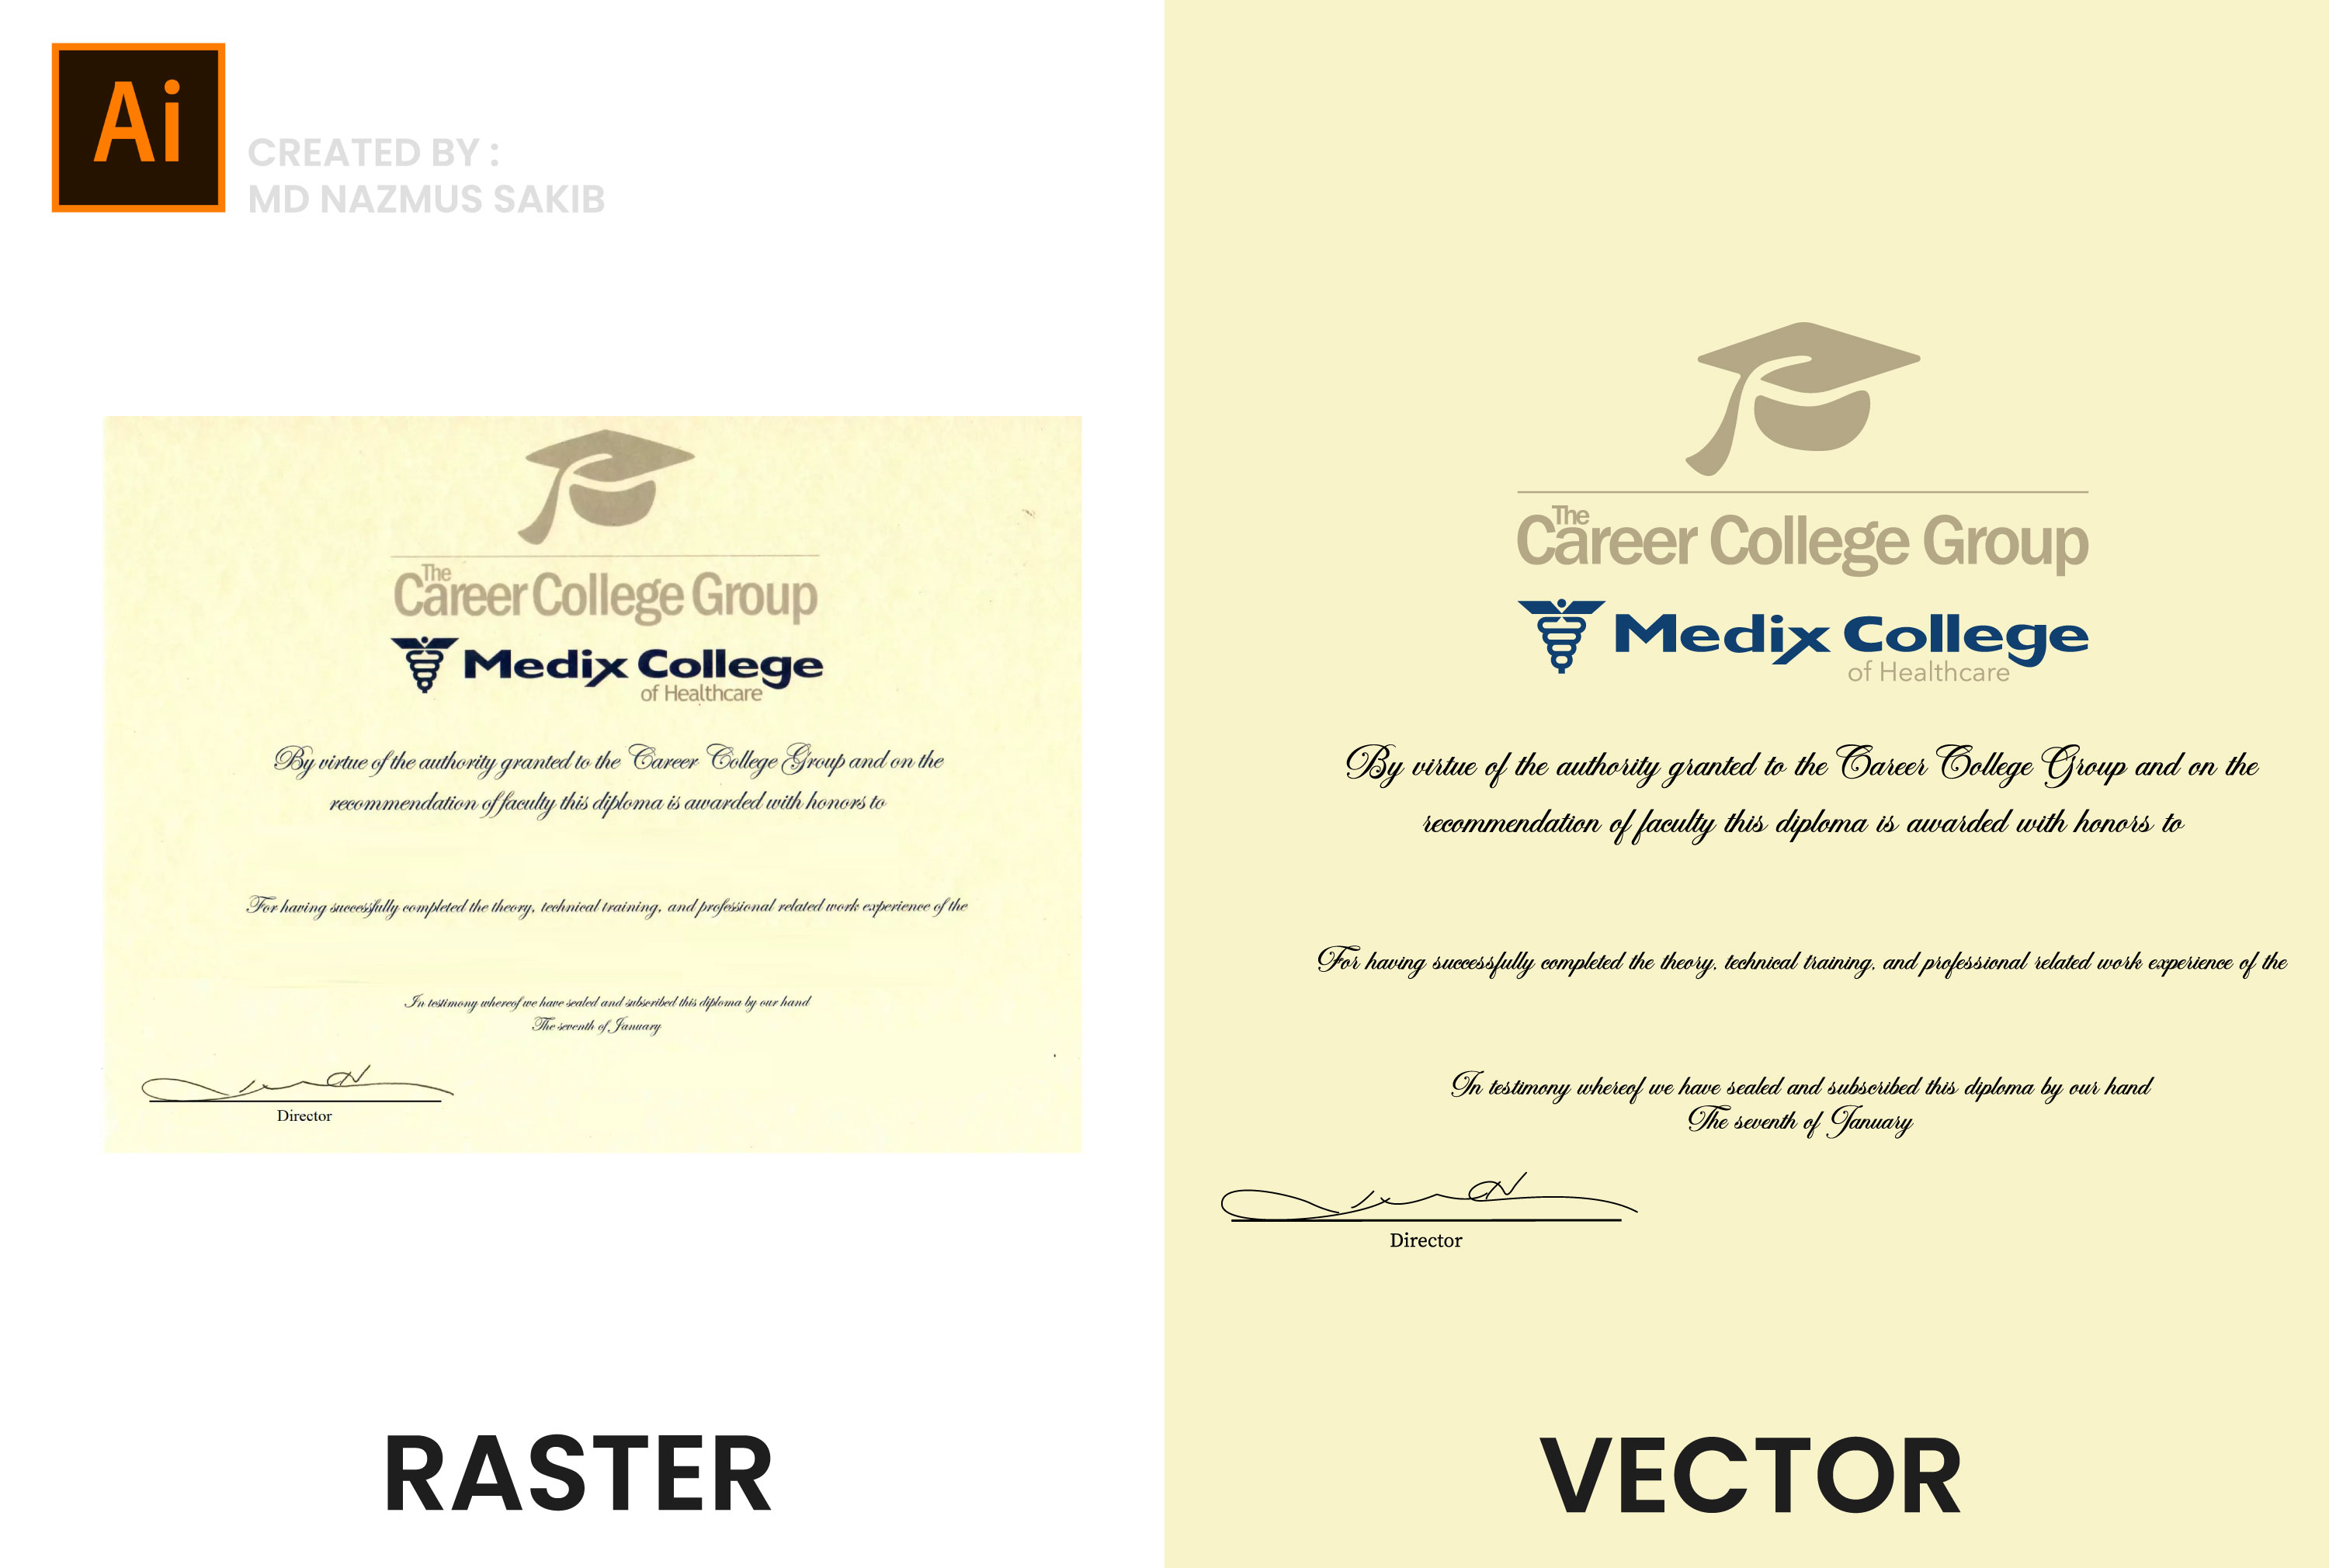 Ai
CREATED BY :
MD NAZMUS SAKIB
The
Career College Group
Medix College
of Healthcare
By virtue of the authority granted to the Career College Group and on the
recommendation of faculty this diploma is awarded with honors to
For having successfully completed the theory, technical training, and professional related work experience of the
In testimony whereof we have sealed and subscribed this diploma by our hand
The seventh of January
Director
RASTER
The
Career College Group
Medix College
of Healthcare
By virtue of the authority granted to the Career College Group and on the
recommendation of faculty this diploma is awarded with honors to
For having successfully completed the theory, technical training, and professional related work experience of the
In testimony whereof we have sealed and subscribed this diploma by our hand
The seventh of January
Director
VECTOR